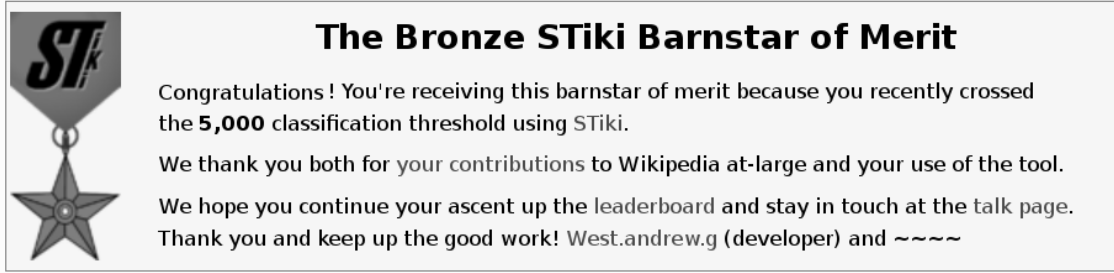 STiki
The Bronze STiki Barnstar of Merit
Congratulations ! You're receiving this barnstar of merit because you recently crossed
the 5,000 classification threshold using STiki.
We thank you both for your contributions to Wikipedia at-large and your use of the tool.
We hope you continue your ascent up the leaderboard and stay in touch at the talk page.
Thank you and keep up the good work! West.andrew.g (developer) and ~~~~